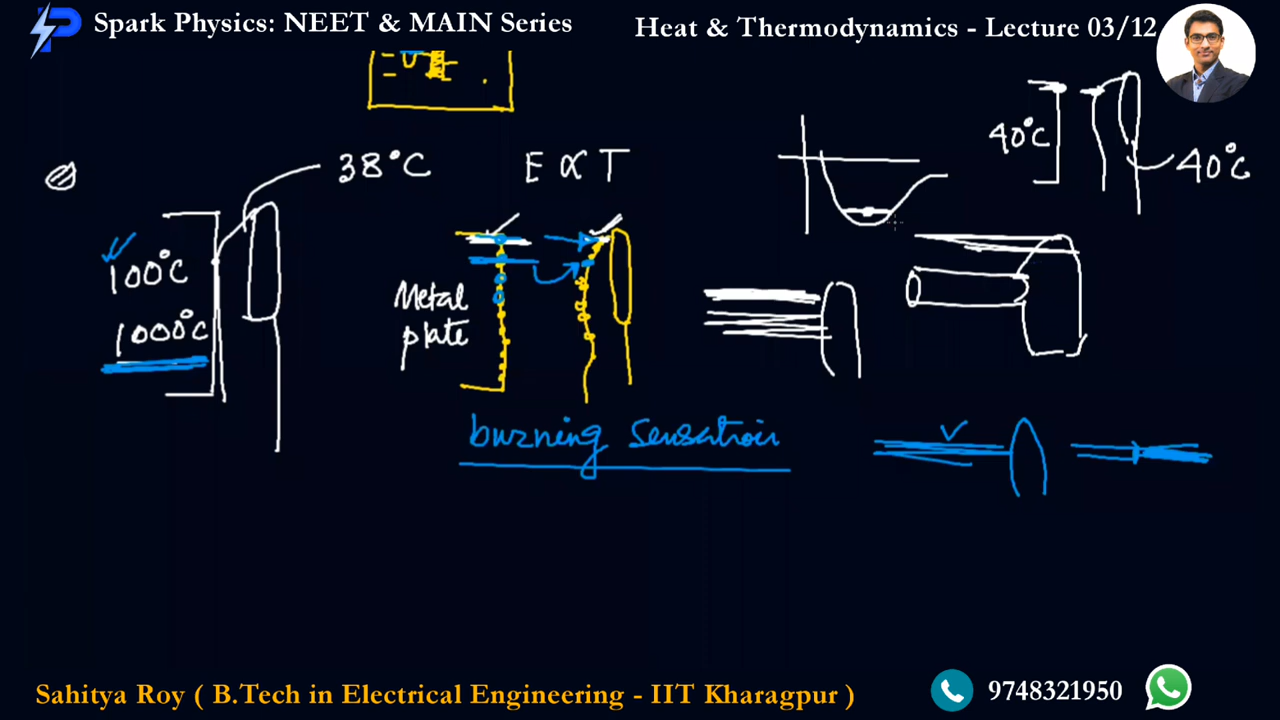 Spark Physics: NEET & MAIN Series
Heat & Thermodynamics - Lecture 03/12
38°C
E ∝ T
40°C
40°C
100°C
1000°C
Metal
plate
burning sensation
Sahitya Roy ( B.Tech in Electrical Engineering - IIT Kharagpur )
9748321950